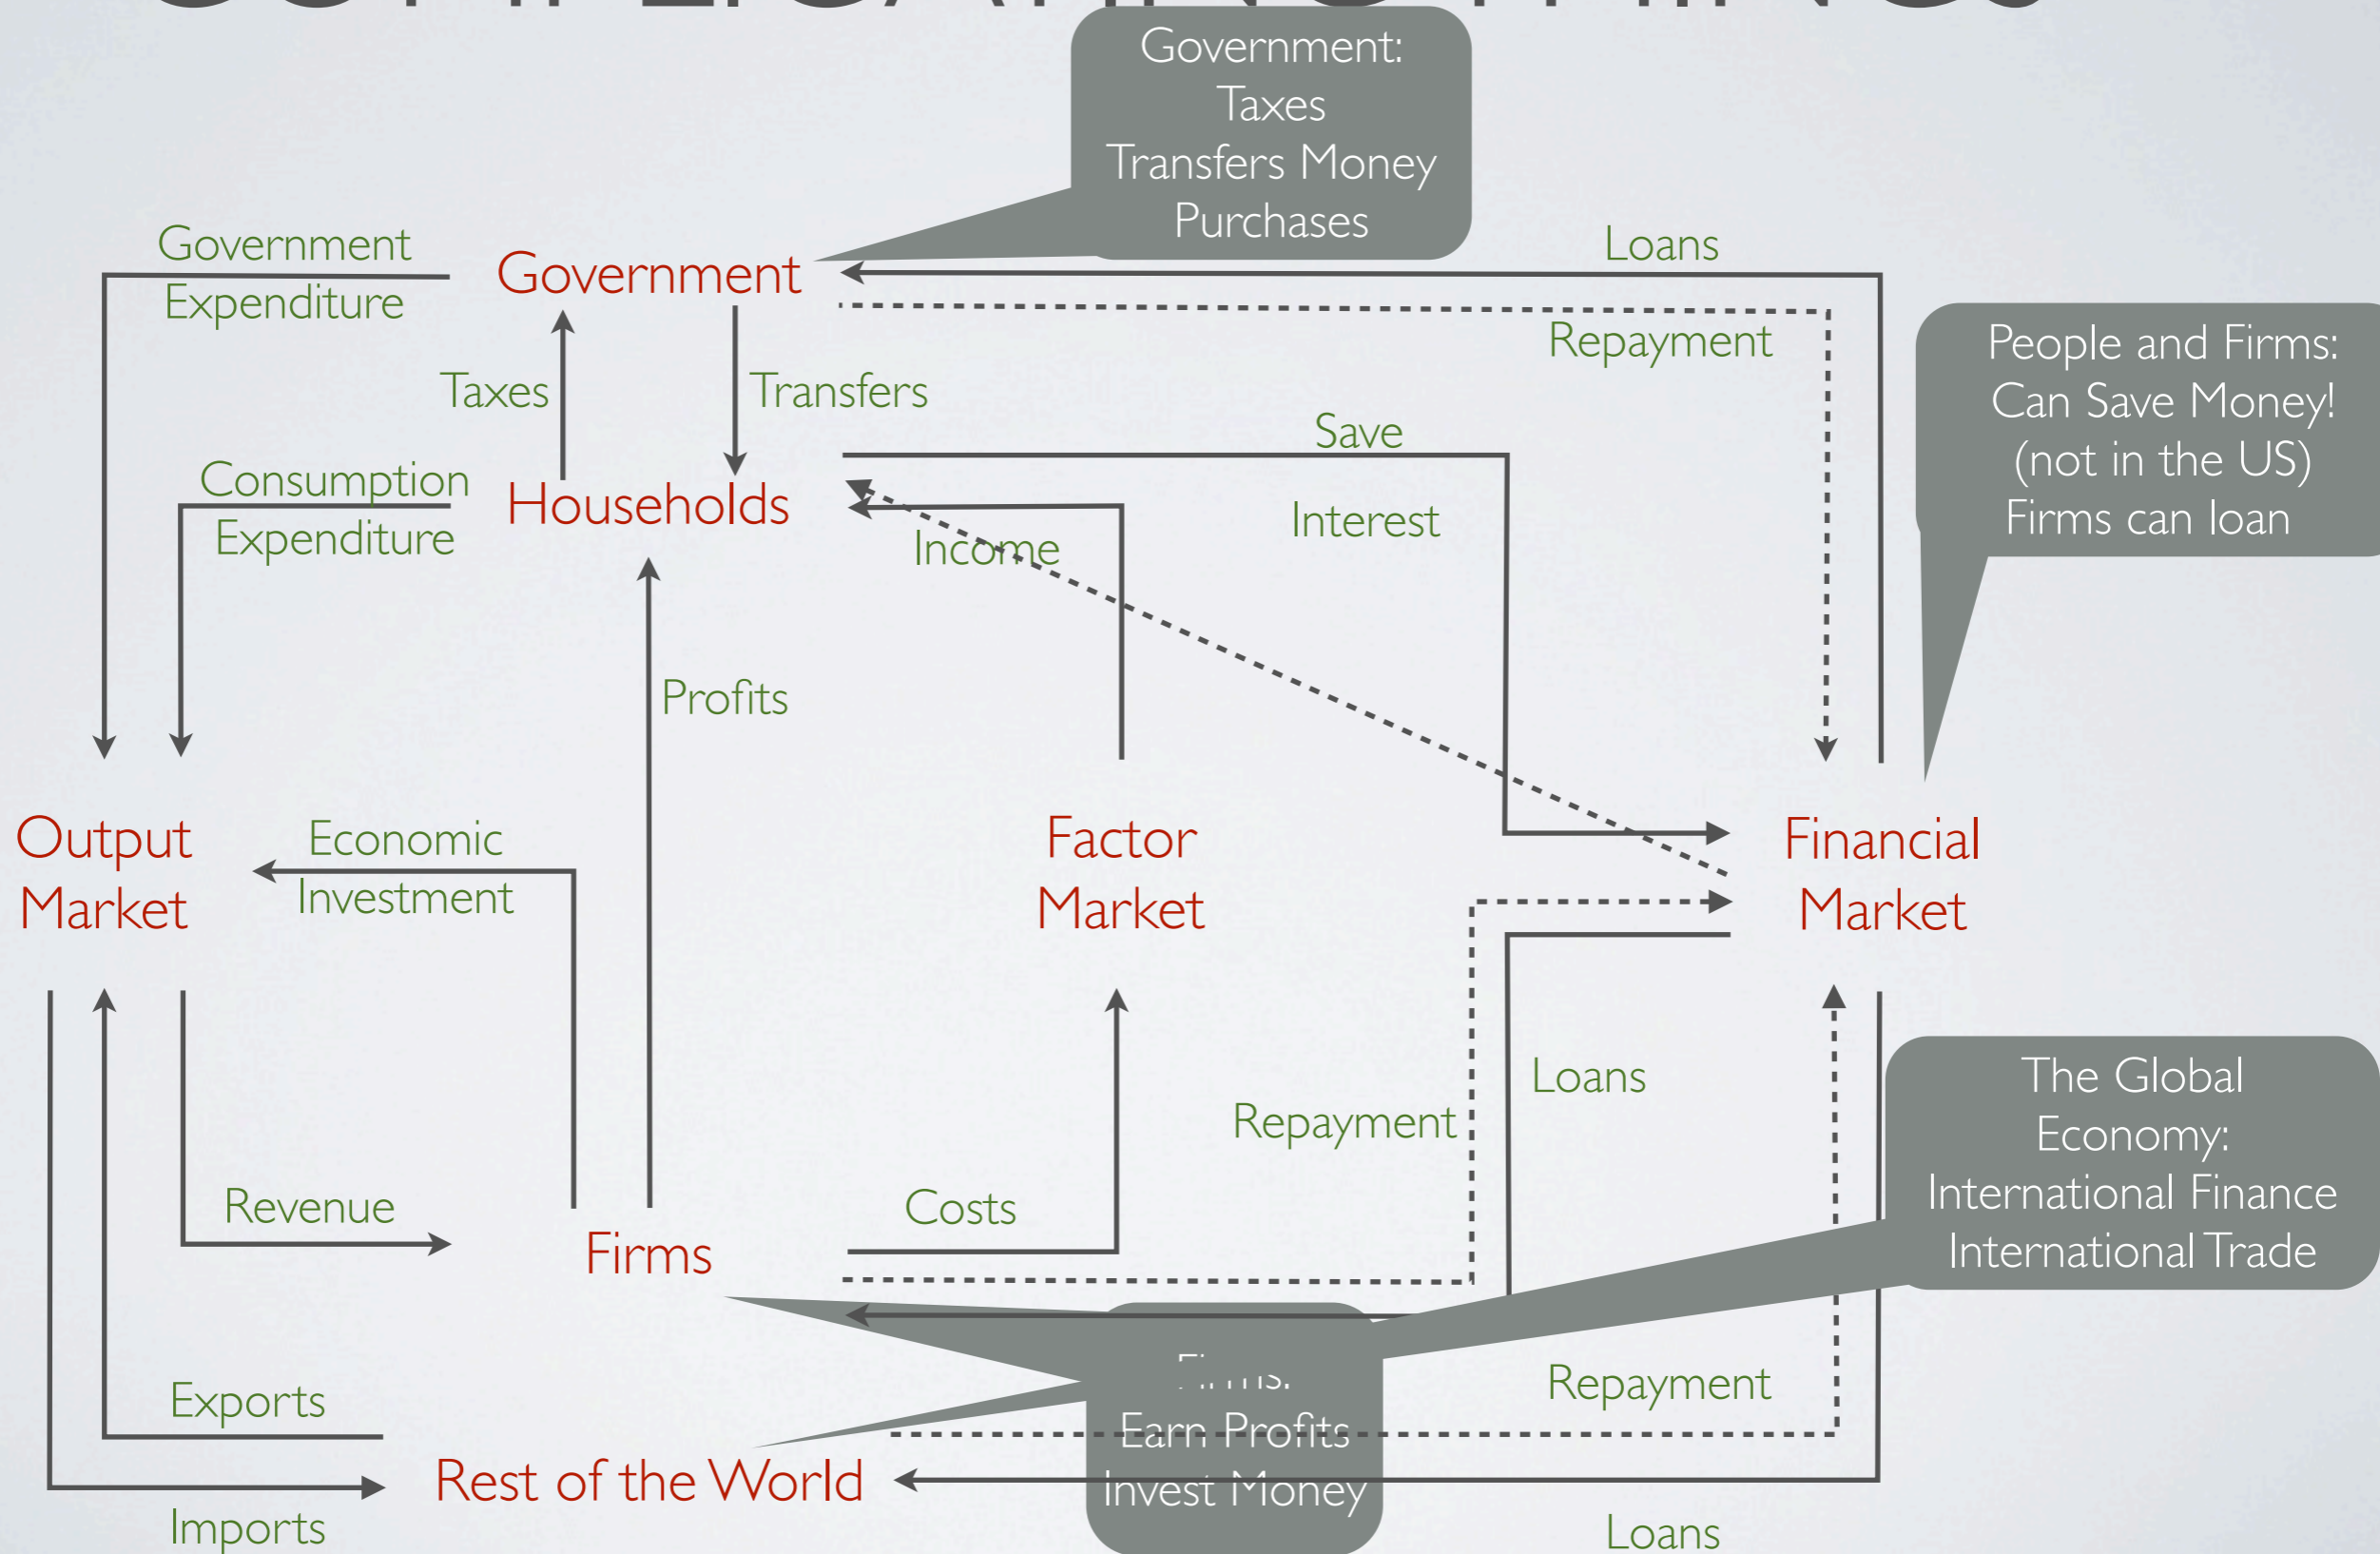 Government:
Taxes
Transfers Money
Purchases
Government
Expenditure
Government
Loans
Repayment
People and Firms:
Can Save Money!
(not in the US)
Firms can loan
Taxes
Transfers
Save
Consumption
Expenditure
Households
Income
Interest
Profits
Output
Market
Economic
Investment
Factor
Market
Financial
Market
Loans
Repayment
The Global
Economy:
International Finance
International Trade
Revenue
Costs
Firms
Earn Profits
Invest Money
Repayment
Exports
Rest of the World
Imports
Loans